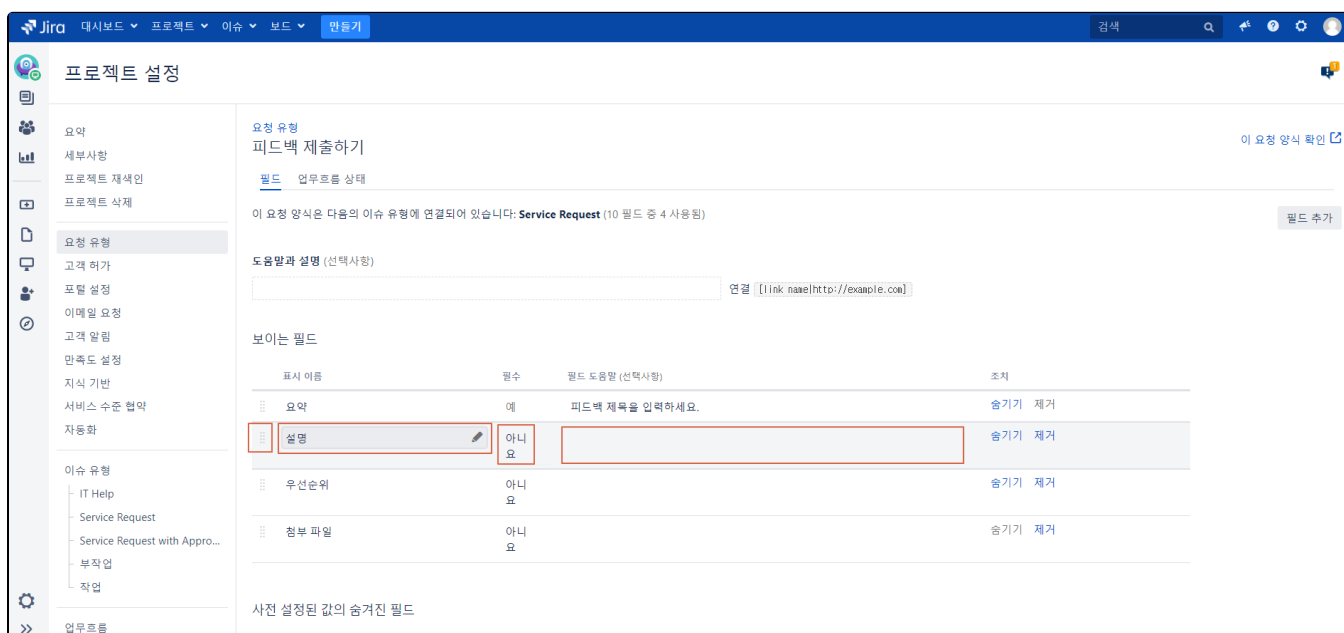 Jira 대시보드 프로젝트 이슈 보드 만들기 검색
프로젝트 설정
요약
세부사항
프로젝트 재색인
프로젝트 삭제
요청 유형
고객 허가
포털 설정
이메일 요청
고객 알림
만족도 설정
지식 기반
서비스 수준 협약
자동화
이슈 유형
IT Help
Service Request
Service Request with Appro...
부작업
작업
업무흐름
요청 유형
피드백 제출하기
이 요청 양식 확인
필드 업무흐름 상태
이 요청 양식은 다음의 이슈 유형에 연결되어 있습니다: Service Request (10 필드 중 4 사용됨)
필드 추가
도움말과 설명 (선택사항)
연결 [link name|http://example.com]
보이는 필드
표시 이름 필수 필드 도움말 (선택사항) 조치
요약 예 피드백 제목을 입력하세요. 숨기기 제거
설명 아니 숨기기 제거
요
우선순위 아니 숨기기 제거
요
첨부 파일 아니 숨기기 제거
요
사전 설정된 값의 숨겨진 필드